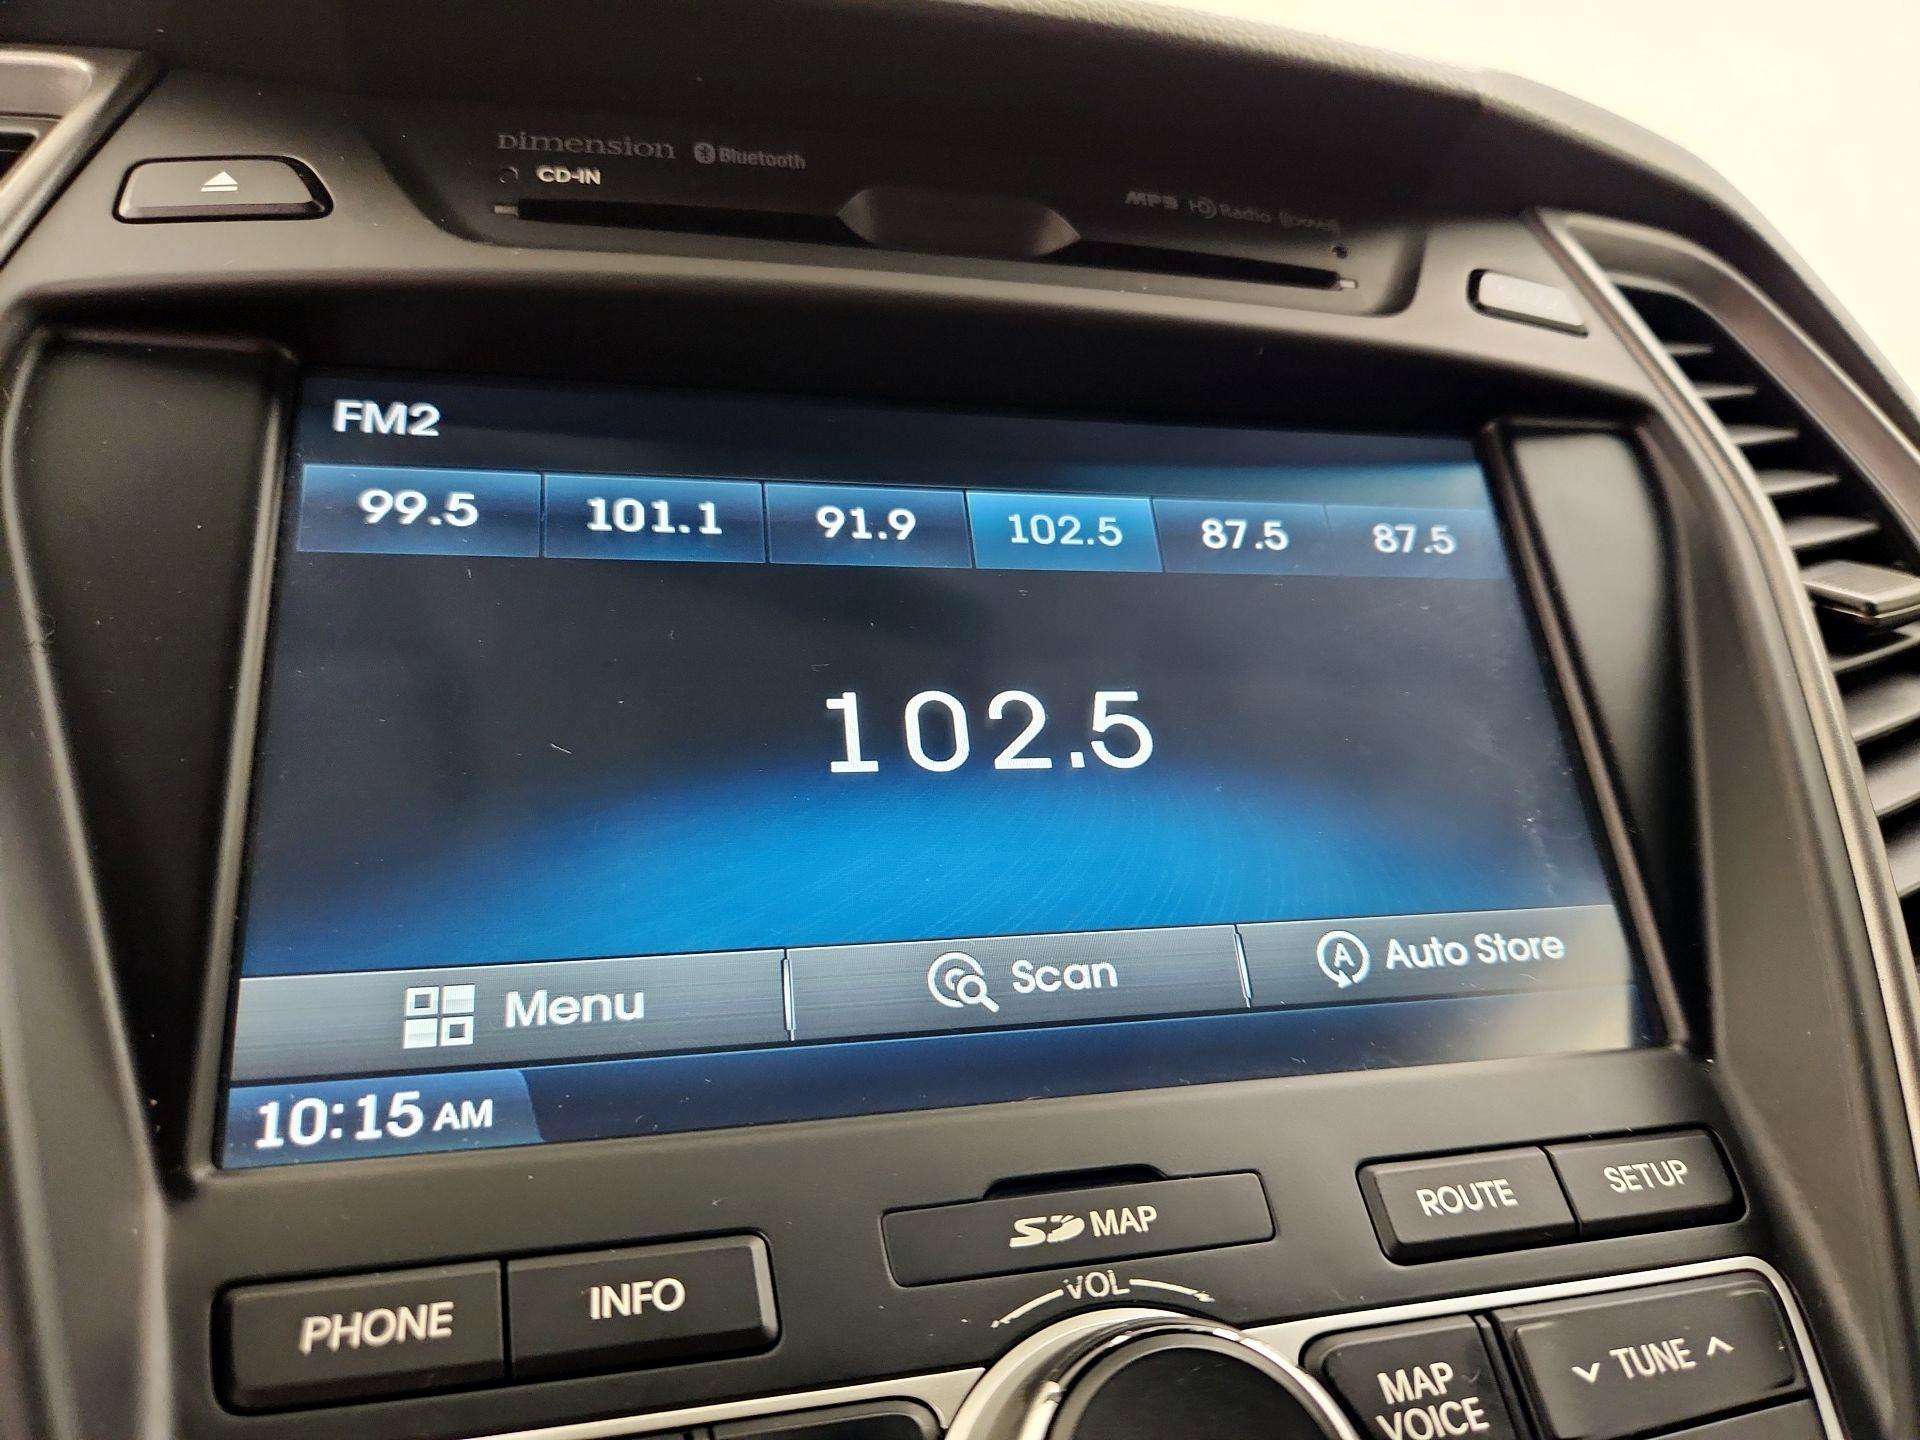 Dimension Bluetooth
CD-IN
MP3 HD Radio
FM2
99.5 101.1 91.9 102.5 87.5 87.5
102.5
Menu Scan Auto Store
10:15 AM
ROUTE SETUP
SD MAP
PHONE INFO
VOL
MAP VOICE
TUNE